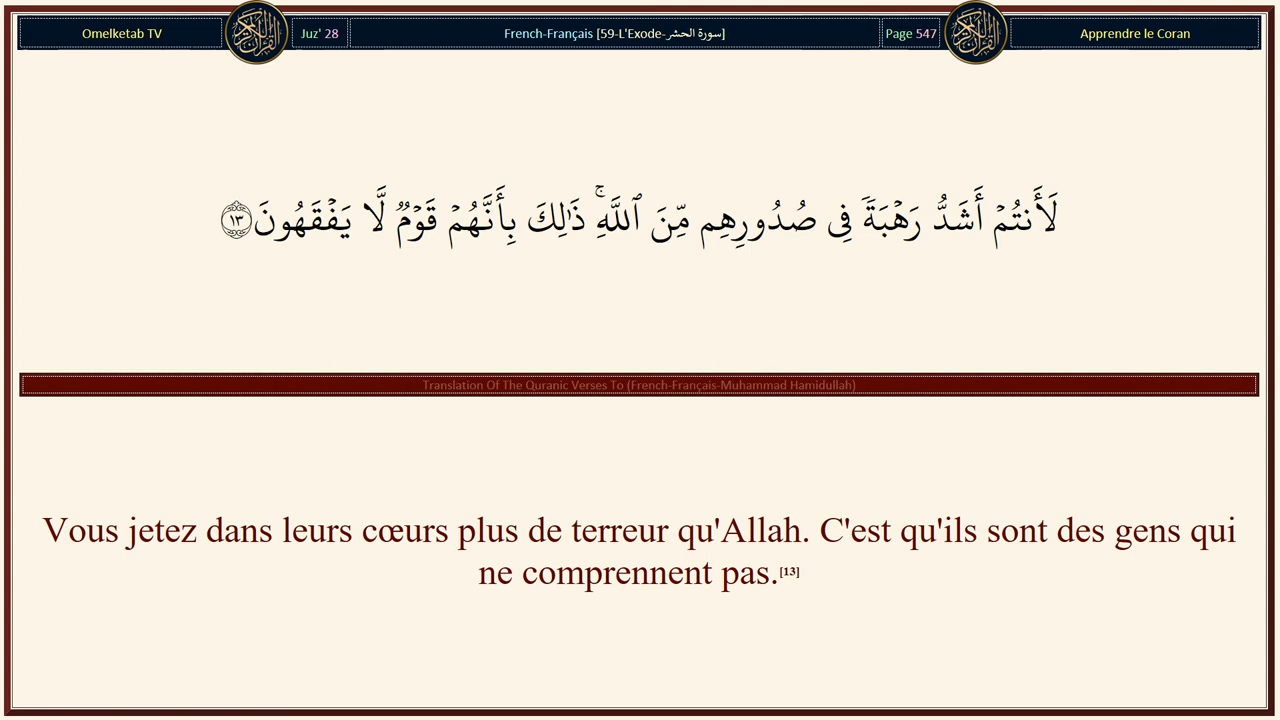 Omelketab TV
Juz' 28
French-Français [59-L'Exode-سورة الحشر]
Page 547
Apprendre le Coran
لَأَنتُمْ أَشَدُّ رَهْبَةً فِى صُدُورِهِم مِّنَ ٱللَّهِ ۚ ذَٰلِكَ بِأَنَّهُمْ قَوْمٌ لَّا يَفْقَهُونَ ١٣
Translation Of The Quranic Verses To (French-Français-Muhammad Hamidullah)
Vous jetez dans leurs cœurs plus de terreur qu'Allah. C'est qu'ils sont des gens qui
ne comprennent pas.[13]